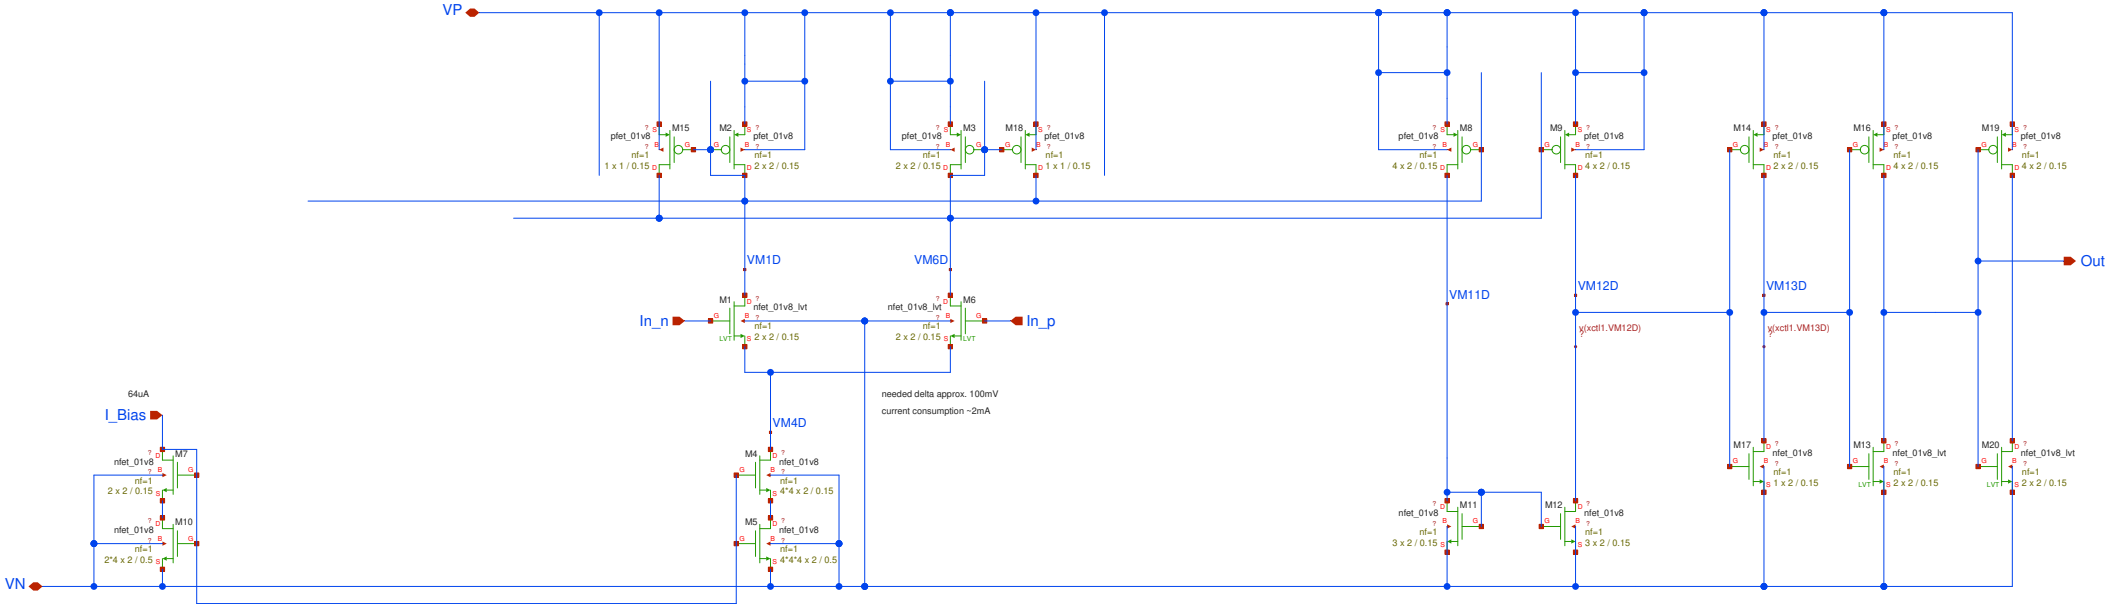 VP
M15
pfet_01v8
nf=1
1 x 1 / 0.15
M2
pfet_01v8
nf=1
2 x 2 / 0.15
M3
pfet_01v8
nf=1
2 x 2 / 0.15
M18
pfet_01v8
nf=1
1 x 1 / 0.15
M8
pfet_01v8
nf=1
4 x 2 / 0.15
M9
pfet_01v8
nf=1
4 x 2 / 0.15
M14
pfet_01v8
nf=1
2 x 2 / 0.15
M16
pfet_01v8
nf=1
4 x 2 / 0.15
M19
pfet_01v8
nf=1
4 x 2 / 0.15
VM1D
VM6D
Out
VM11D
VM12D
VM13D
In_n
M1
nfet_01v8_lvt
nf=1
LVT
2 x 2 / 0.15
M6
nfet_01v8_lvt
nf=1
2 x 2 / 0.15
LVT
In_p
v(xctl1.VM12D)
?
v(xctl1.VM13D)
?
64uA
I_Bias
needed delta approx. 100mV
current consumption ~2mA
VM4D
M7
nfet_01v8
nf=1
2 x 2 / 0.15
M10
nfet_01v8
nf=1
2*4 x 2 / 0.5
M4
nfet_01v8
nf=1
4*4 x 2 / 0.15
M5
nfet_01v8
nf=1
4*4*4 x 2 / 0.5
M11
nfet_01v8
nf=1
3 x 2 / 0.15
M12
nfet_01v8
nf=1
3 x 2 / 0.15
M17
nfet_01v8
nf=1
1 x 2 / 0.15
M13
nfet_01v8_lvt
nf=1
LVT
2 x 2 / 0.15
M20
nfet_01v8_lvt
nf=1
LVT
2 x 2 / 0.15
VN